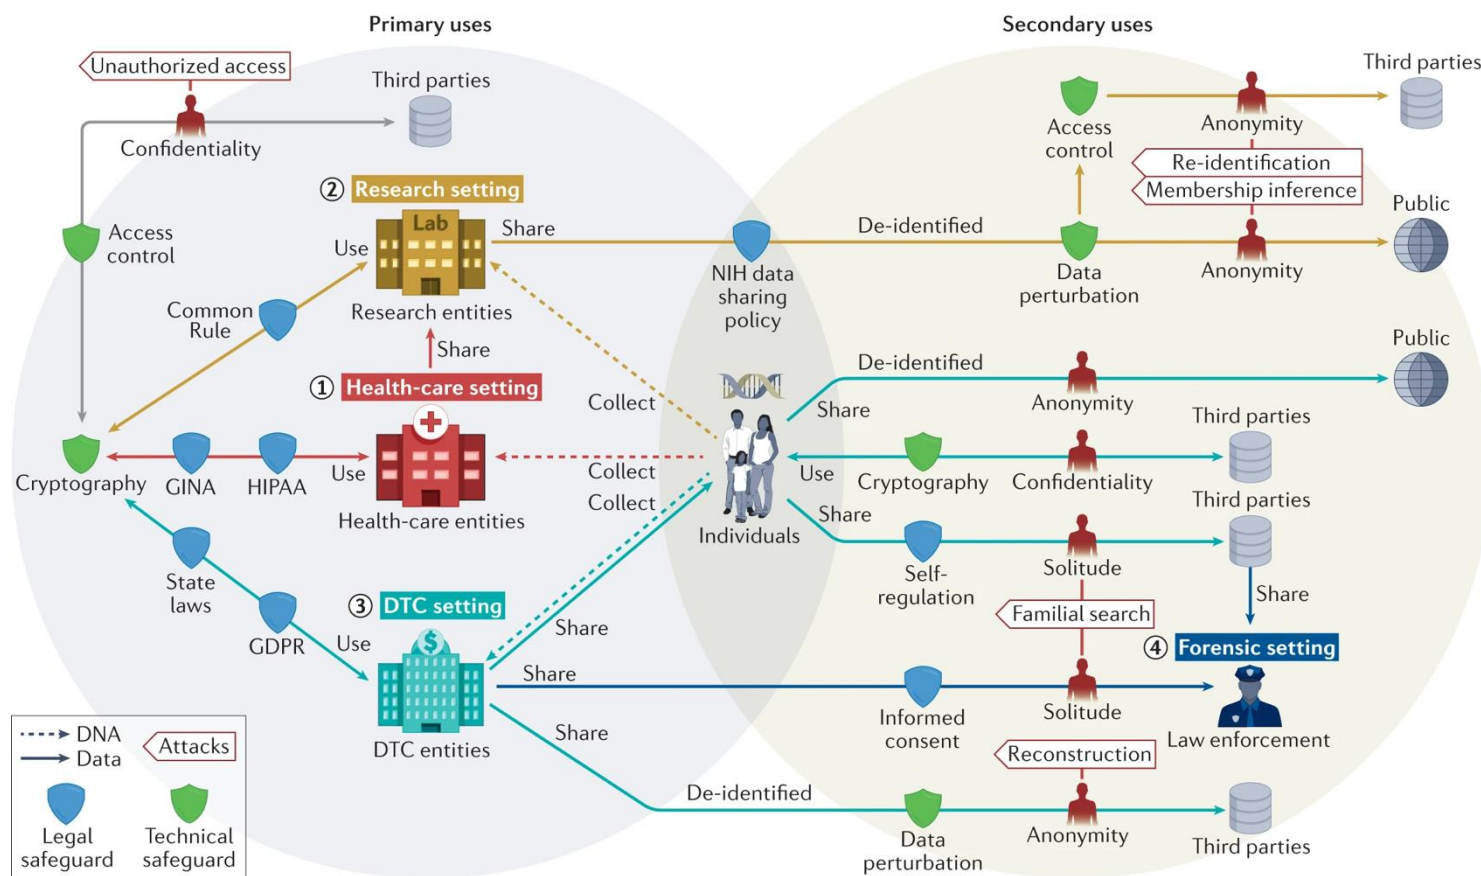 Primary uses
Secondary uses
Unauthorized access
Third parties
Confidentiality
Third parties
Access
control
Anonymity
Re-identification
Membership inference
② Research setting
Lab
Use
Share
Research entities
De-identified
Public
NIH data
sharing
policy
Data
perturbation
Anonymity
Access
control
Common
Rule
Share
① Health-care setting
Collect
De-identified
Public
Share
Anonymity
Third parties
Cryptography
GINA
HIPAA
Use
Health-care entities
Collect
Collect
Individuals
Use
Cryptography
Confidentiality
Third parties
Share
Self-
regulation
Solitude
Share
State
laws
GDPR
Use
③ DTC setting
$
Share
Familial search
④ Forensic setting
Share
DTC entities
Informed
consent
Solitude
Law enforcement
Share
Reconstruction
De-identified
Data
perturbation
Anonymity
Third parties
DNA
Data
Attacks
Legal
safeguard
Technical
safeguard